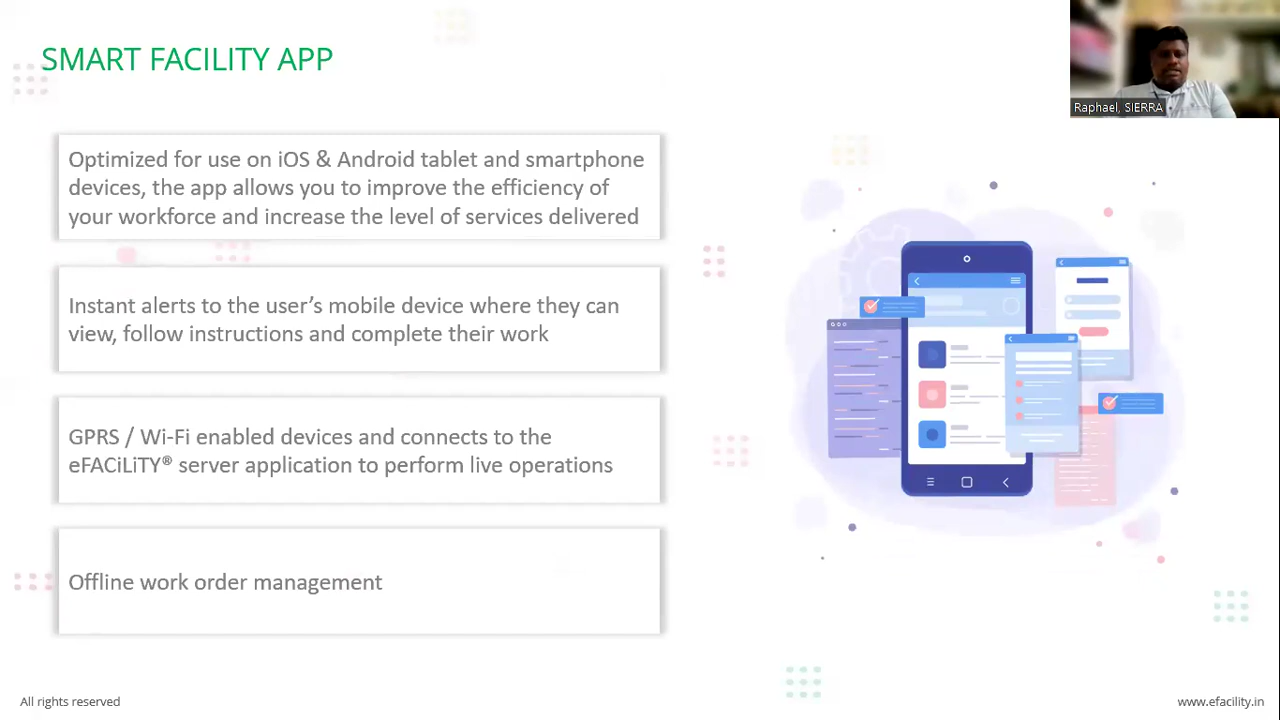 SMART FACILITY APP
Raphael, SIERRA
Optimized for use on iOS & Android tablet and smartphone
devices, the app allows you to improve the efficiency of
your workforce and increase the level of services delivered
Instant alerts to the user's mobile device where they can
view, follow instructions and complete their work
GPRS / Wi-Fi enabled devices and connects to the
eFACiLiTY® server application to perform live operations
Offline work order management
All rights reserved
www.efacility.in